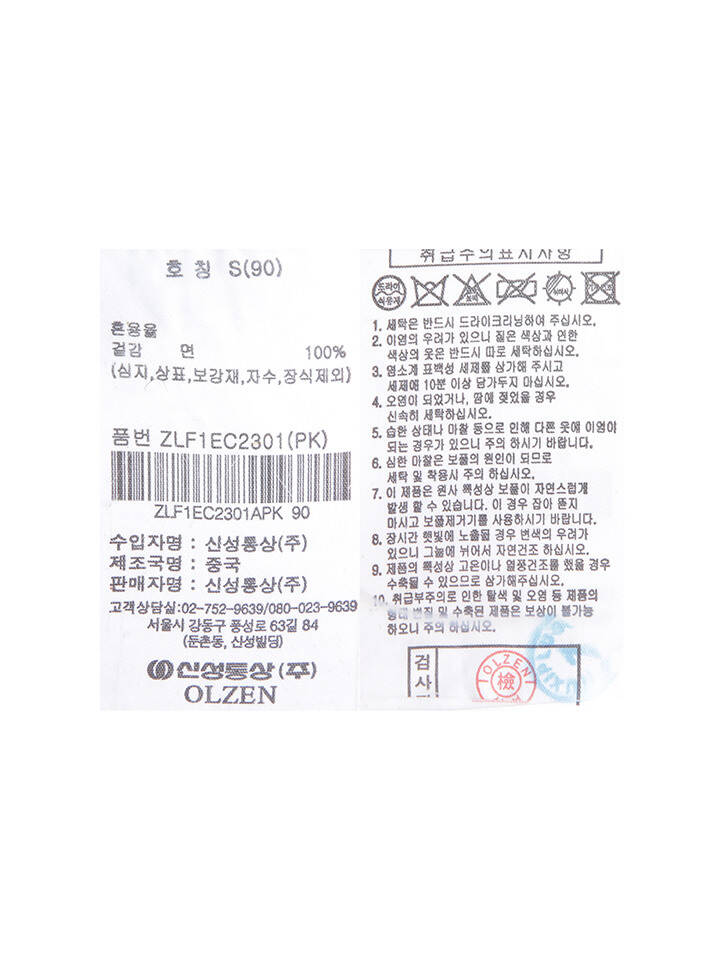 호 칭 S(90)
혼용율
겉감 면 100%
(심지,상표,보강재,자수,장식제외)
품번 ZLF1EC2301(PK)
ZLF1EC2301APK 90
수입자명 : 신성통상(주)
제조국명 : 중국
판매자명 : 신성통상(주)
고객상담실:02-752-9639/080-023-9639
서울시 강동구 풍성로 63길 84
(둔촌동, 신성빌딩)
신성통상(주)
OLZEN
취급주의표시사항
드라이
석유계
1. 세탁은 반드시 드라이크리닝하여 주십시오.
2. 이염의 우려가 있으니 짙은 색상과 연한
색상의 옷은 반드시 따로 세탁하십시오.
3. 염소계 표백성 세제를 삼가해 주시고
세제에 10분 이상 담가두지 마십시오.
4. 오염이 되었거나, 땀에 젖었을 경우
신속히 세탁하십시오.
5. 습한 상태나 마찰 등으로 인해 다른 옷에 이염이
되는 경우가 있으니 주의 하시기 바랍니다.
6. 심한 마찰은 보풀의 원인이 되므로
세탁 및 착용시 주의 하십시오.
7. 이 제품은 원사 특성상 보풀이 자연스럽게
발생 할 수 있습니다. 이 경우 잡아 뜯지
마시고 보풀제거기를 사용하시기 바랍니다.
8. 장시간 햇빛에 노출될 경우 변색의 우려가
있으니 그늘에 뉘어서 자연건조 하십시오.
9. 제품의 특성상 고온이나 열풍건조를 했을 경우
수축될 수 있으므로 삼가해주십시오.
10. 취급부주의로 인한 탈색 및 오염 등 제품의
형태 변질 및 수축된 제품은 보상이 불가능
하오니 주의 하십시오.
검
사
OLZEN
檢